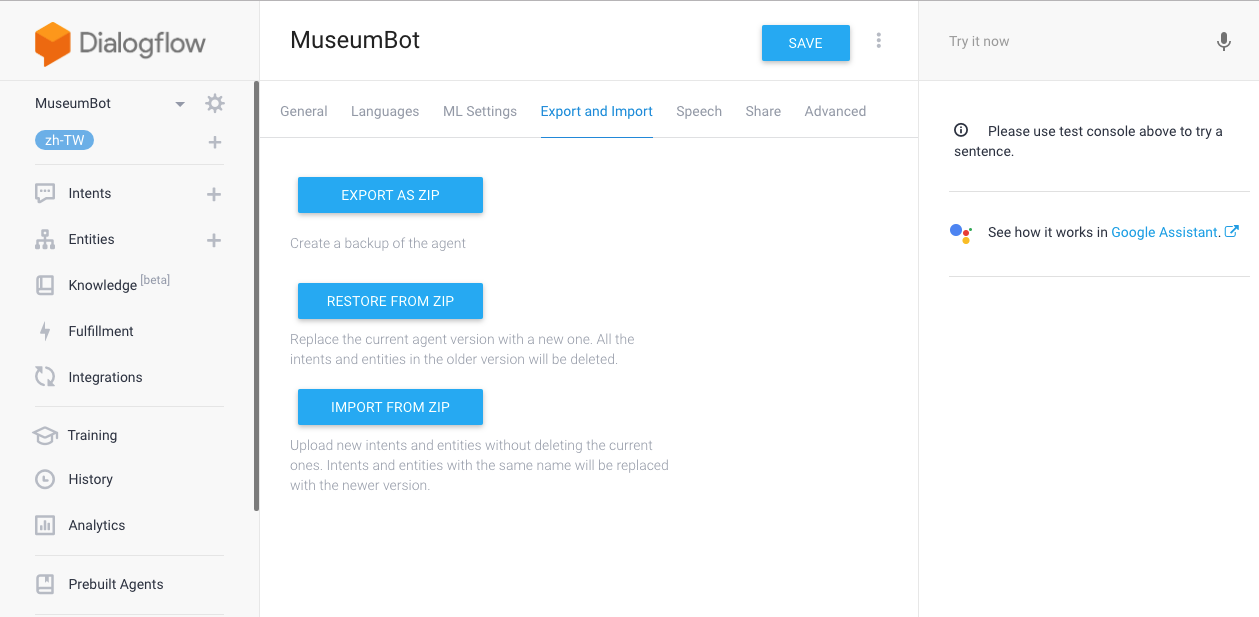 Dialogflow
MuseumBot
zh-TW
Intents
Entities
Knowledge [beta]
Fulfillment
Integrations
Training
History
Analytics
Prebuilt Agents
MuseumBot
SAVE
General Languages ML Settings Export and Import Speech Share Advanced
EXPORT AS ZIP
Create a backup of the agent
RESTORE FROM ZIP
Replace the current agent version with a new one. All the
intents and entities in the older version will be deleted.
IMPORT FROM ZIP
Upload new intents and entities without deleting the current
ones. Intents and entities with the same name will be replaced
with the newer version.
Try it now
Please use test console above to try a
sentence.
See how it works in Google Assistant.